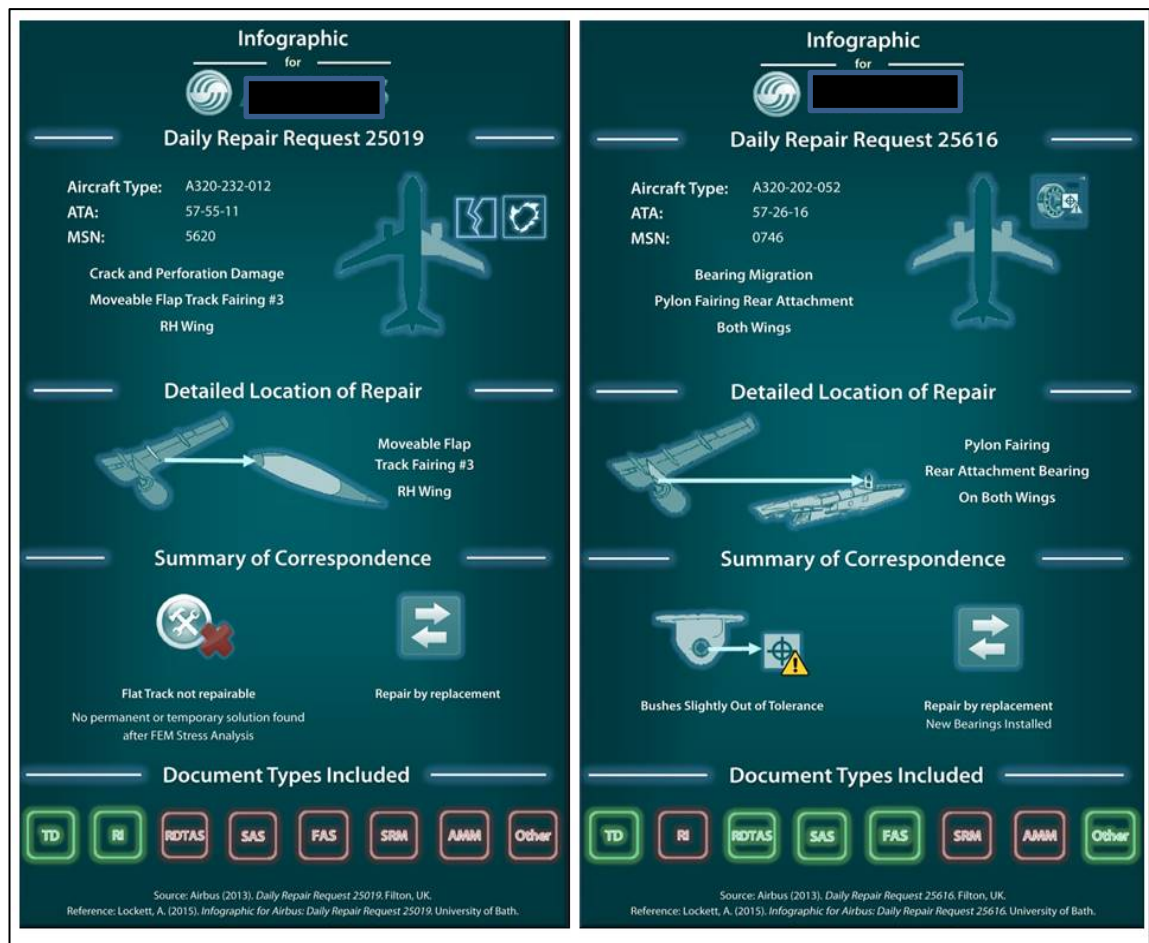 Infographic
for
Daily Repair Request 25019
Aircraft Type: A320-232-012
ATA: 57-55-11
MSN: 5620
Crack and Perforation Damage
Moveable Flap Track Fairing #3
RH Wing
Detailed Location of Repair
Moveable Flap
Track Fairing #3
RH Wing
Summary of Correspondence
Flat Track not repairable
No permanent or temporary solution found
after FEM Stress Analysis
Repair by replacement
Document Types Included
TD RI RDTAS SAS FAS SRM AMM Other
Source: Airbus (2013). Daily Repair Request 25019. Filton, UK.
Reference: Lockett, A. (2015). Infographic for Airbus: Daily Repair Request 25019. University of Bath.
Infographic
for
Daily Repair Request 25616
Aircraft Type: A320-202-052
ATA: 57-26-16
MSN: 0746
Bearing Migration
Pylon Fairing Rear Attachment
Both Wings
Detailed Location of Repair
Pylon Fairing
Rear Attachment Bearing
On Both Wings
Summary of Correspondence
Bushes Slightly Out of Tolerance
Repair by replacement
New Bearings Installed
Document Types Included
TD RI RDTAS SAS FAS SRM AMM Other
Source: Airbus (2013). Daily Repair Request 25616. Filton, UK.
Reference: Lockett, A. (2015). Infographic for Airbus: Daily Repair Request 25616. University of Bath.